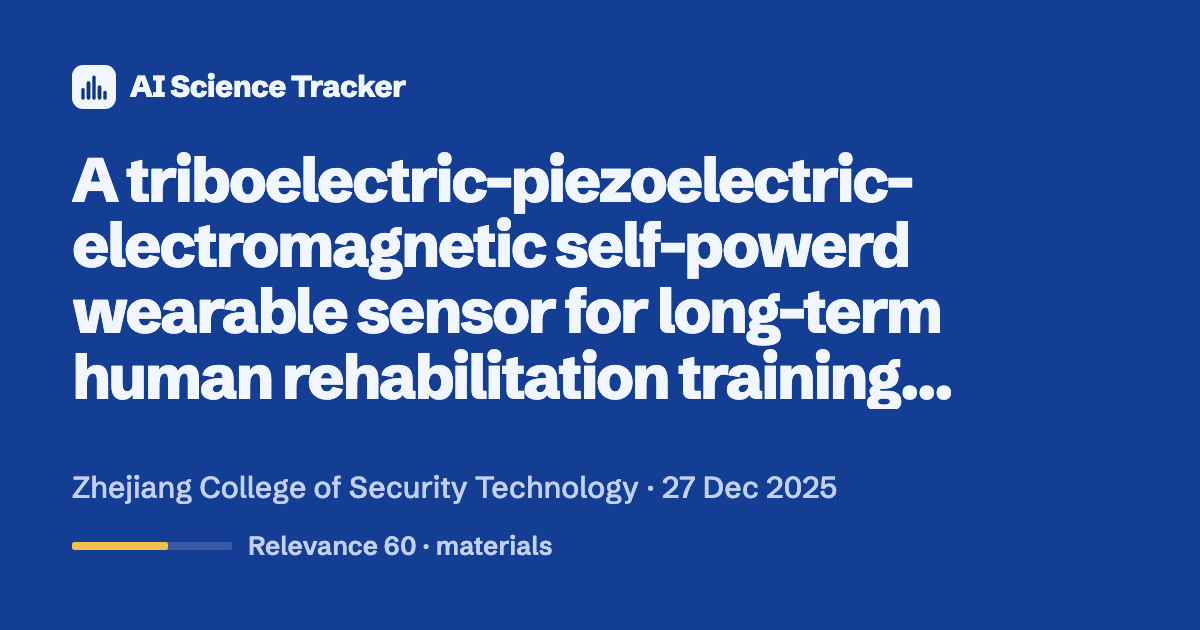 AI Science Tracker
A triboelectric-piezoelectric-
electromagnetic self-powerd
wearable sensor for long-term
human rehabilitation training...
Zhejiang College of Security Technology · 27 Dec 2025
Relevance 60 · materials